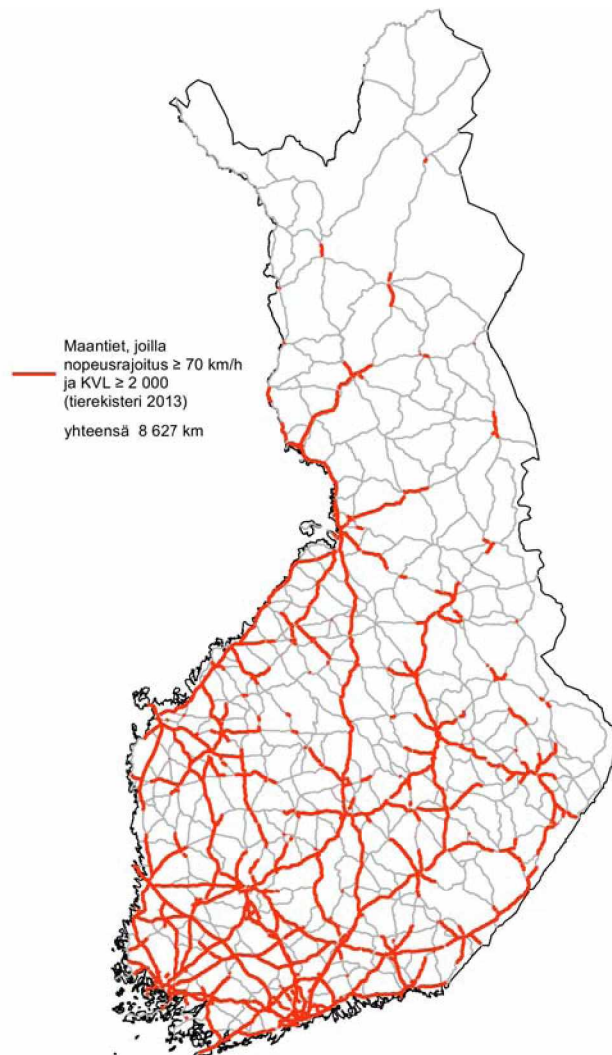 Maantiet, joilla
nopeusrajoitus ≥ 70 km/h
ja KVL ≥ 2 000
(tierekisteri 2013)
yhteensä 8 627 km